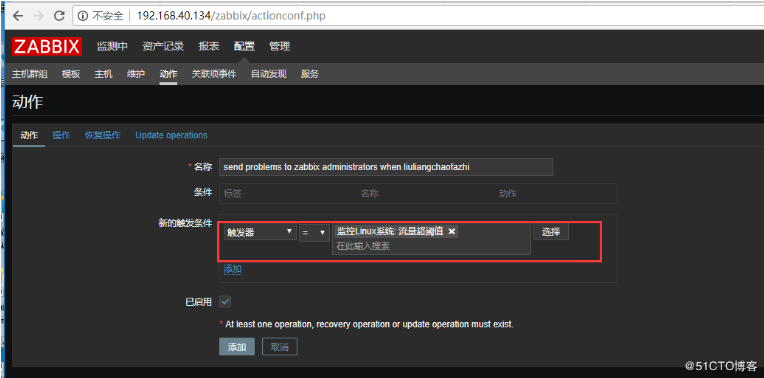 不安全 | 192.168.40.134/zabbix/actionconf.php
ZABBIX 监测中 资产记录 报表 配置 管理
主机群组 模板 主机 维护 动作 关联项事件 自动发现 服务
动作
动作 操作 恢复操作 Update operations
* 名称 send problems to zabbix administrators when liuliangchaofazhi
条件 标签 名称 动作
新的触发条件 触发器 = 监控Linux系统: 流量超阈值 选择
在此输入搜索
添加
已启用
* At least one operation, recovery operation or update operation must exist.
添加 取消
@51CTO博客